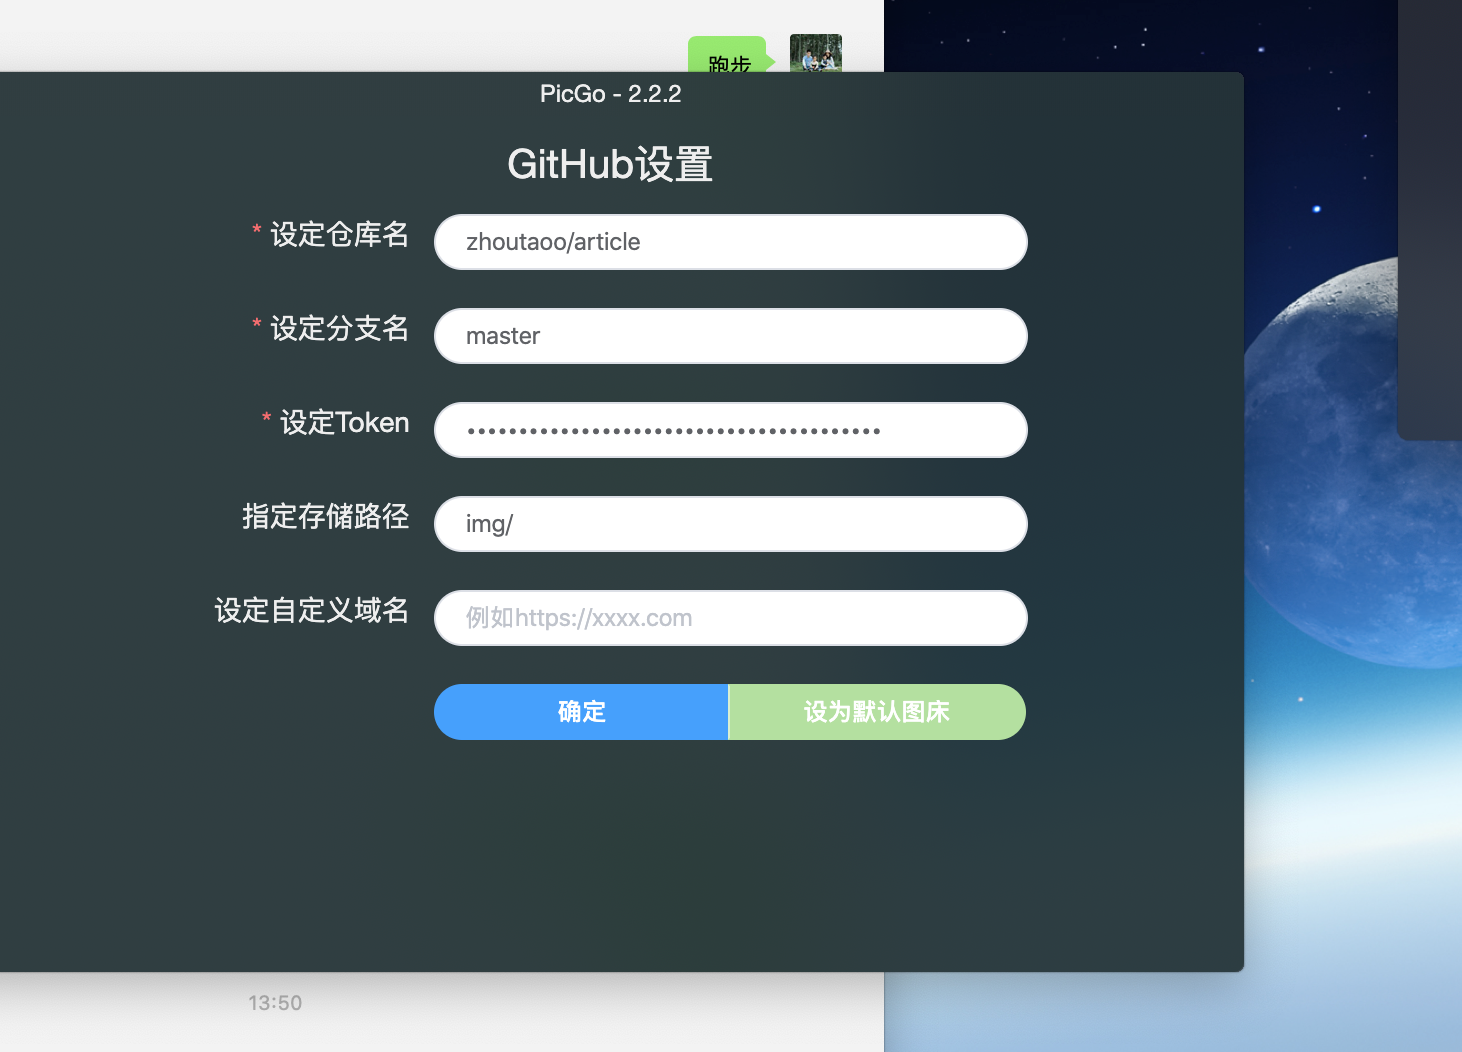 跑步
PicGo - 2.2.2
GitHub设置
* 设定仓库名
zhoutaoo/article
* 设定分支名
master
* 设定Token
••••••••••••••••••••••••••••••••••••••••
指定存储路径
img/
设定自定义域名
例如https://xxxx.com
确定
设为默认图床
13:50